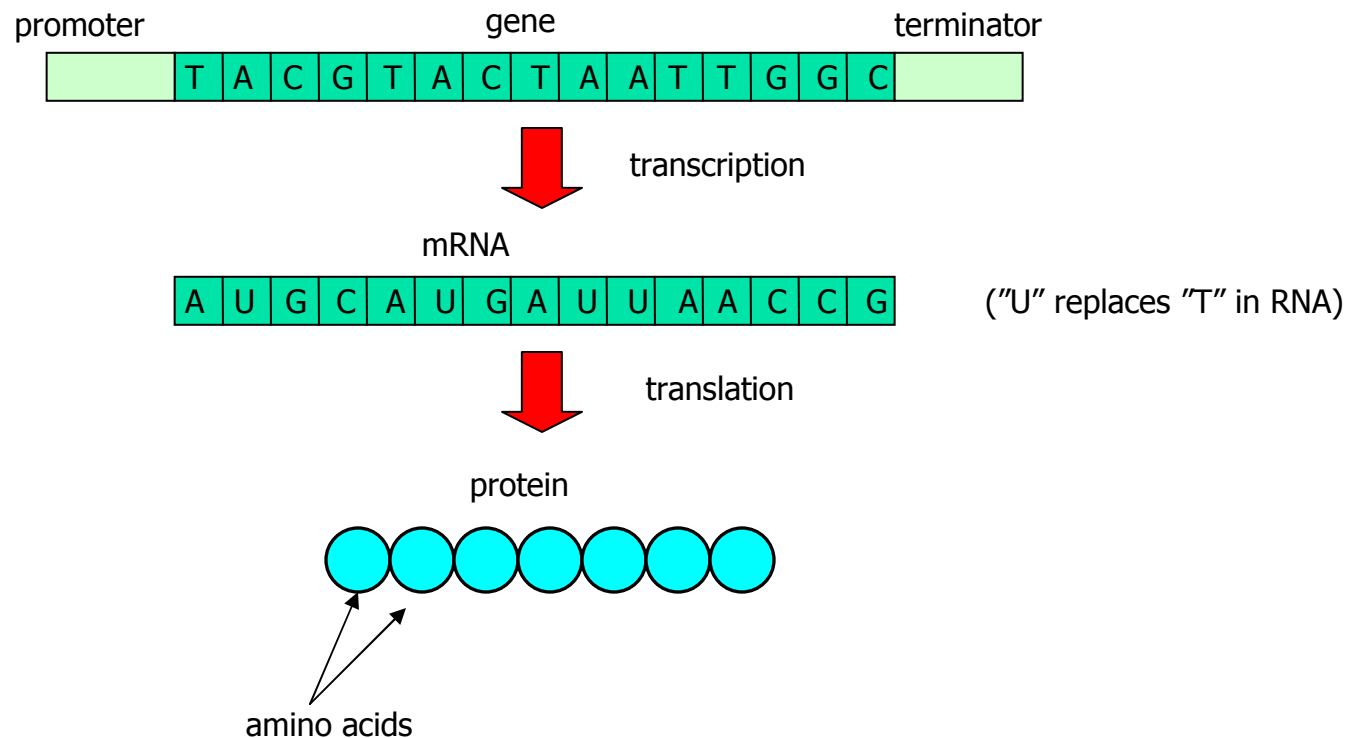 promoter gene terminator
T A C G T A C T A A T T G G C
transcription
mRNA
A U G C A U G A U U A A C C G (”U” replaces ”T” in RNA)
translation
protein
amino acids